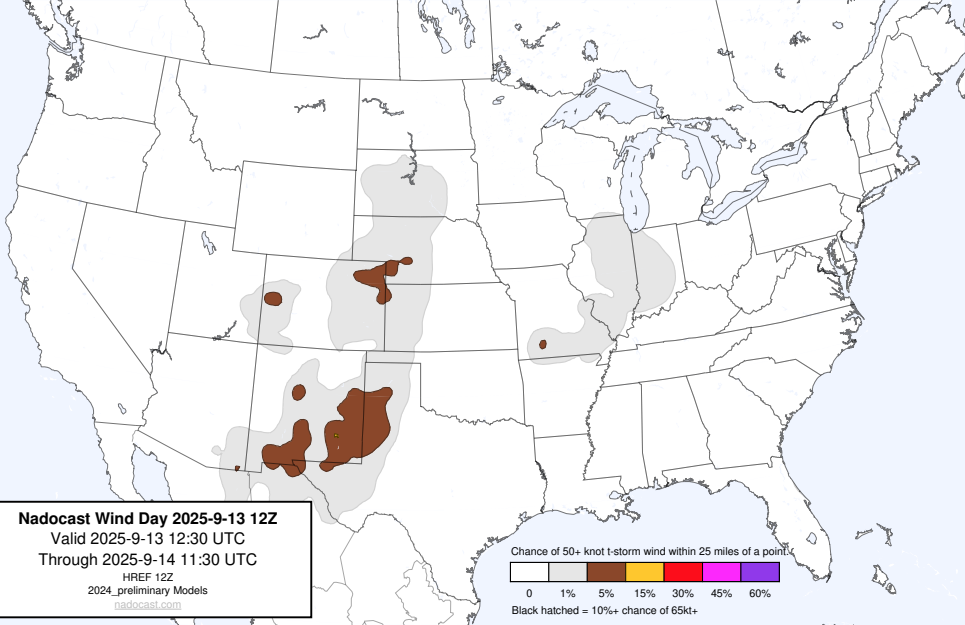 Nadocast Wind Day 2025-9-13 12Z
Valid 2025-9-13 12:30 UTC
Through 2025-9-14 11:30 UTC
HREF 12Z
2024_preliminary Models
nadocast.com
Chance of 50+ knot t-storm wind within 25 miles of a point.
0 1% 5% 15% 30% 45% 60%
Black hatched = 10%+ chance of 65kt+